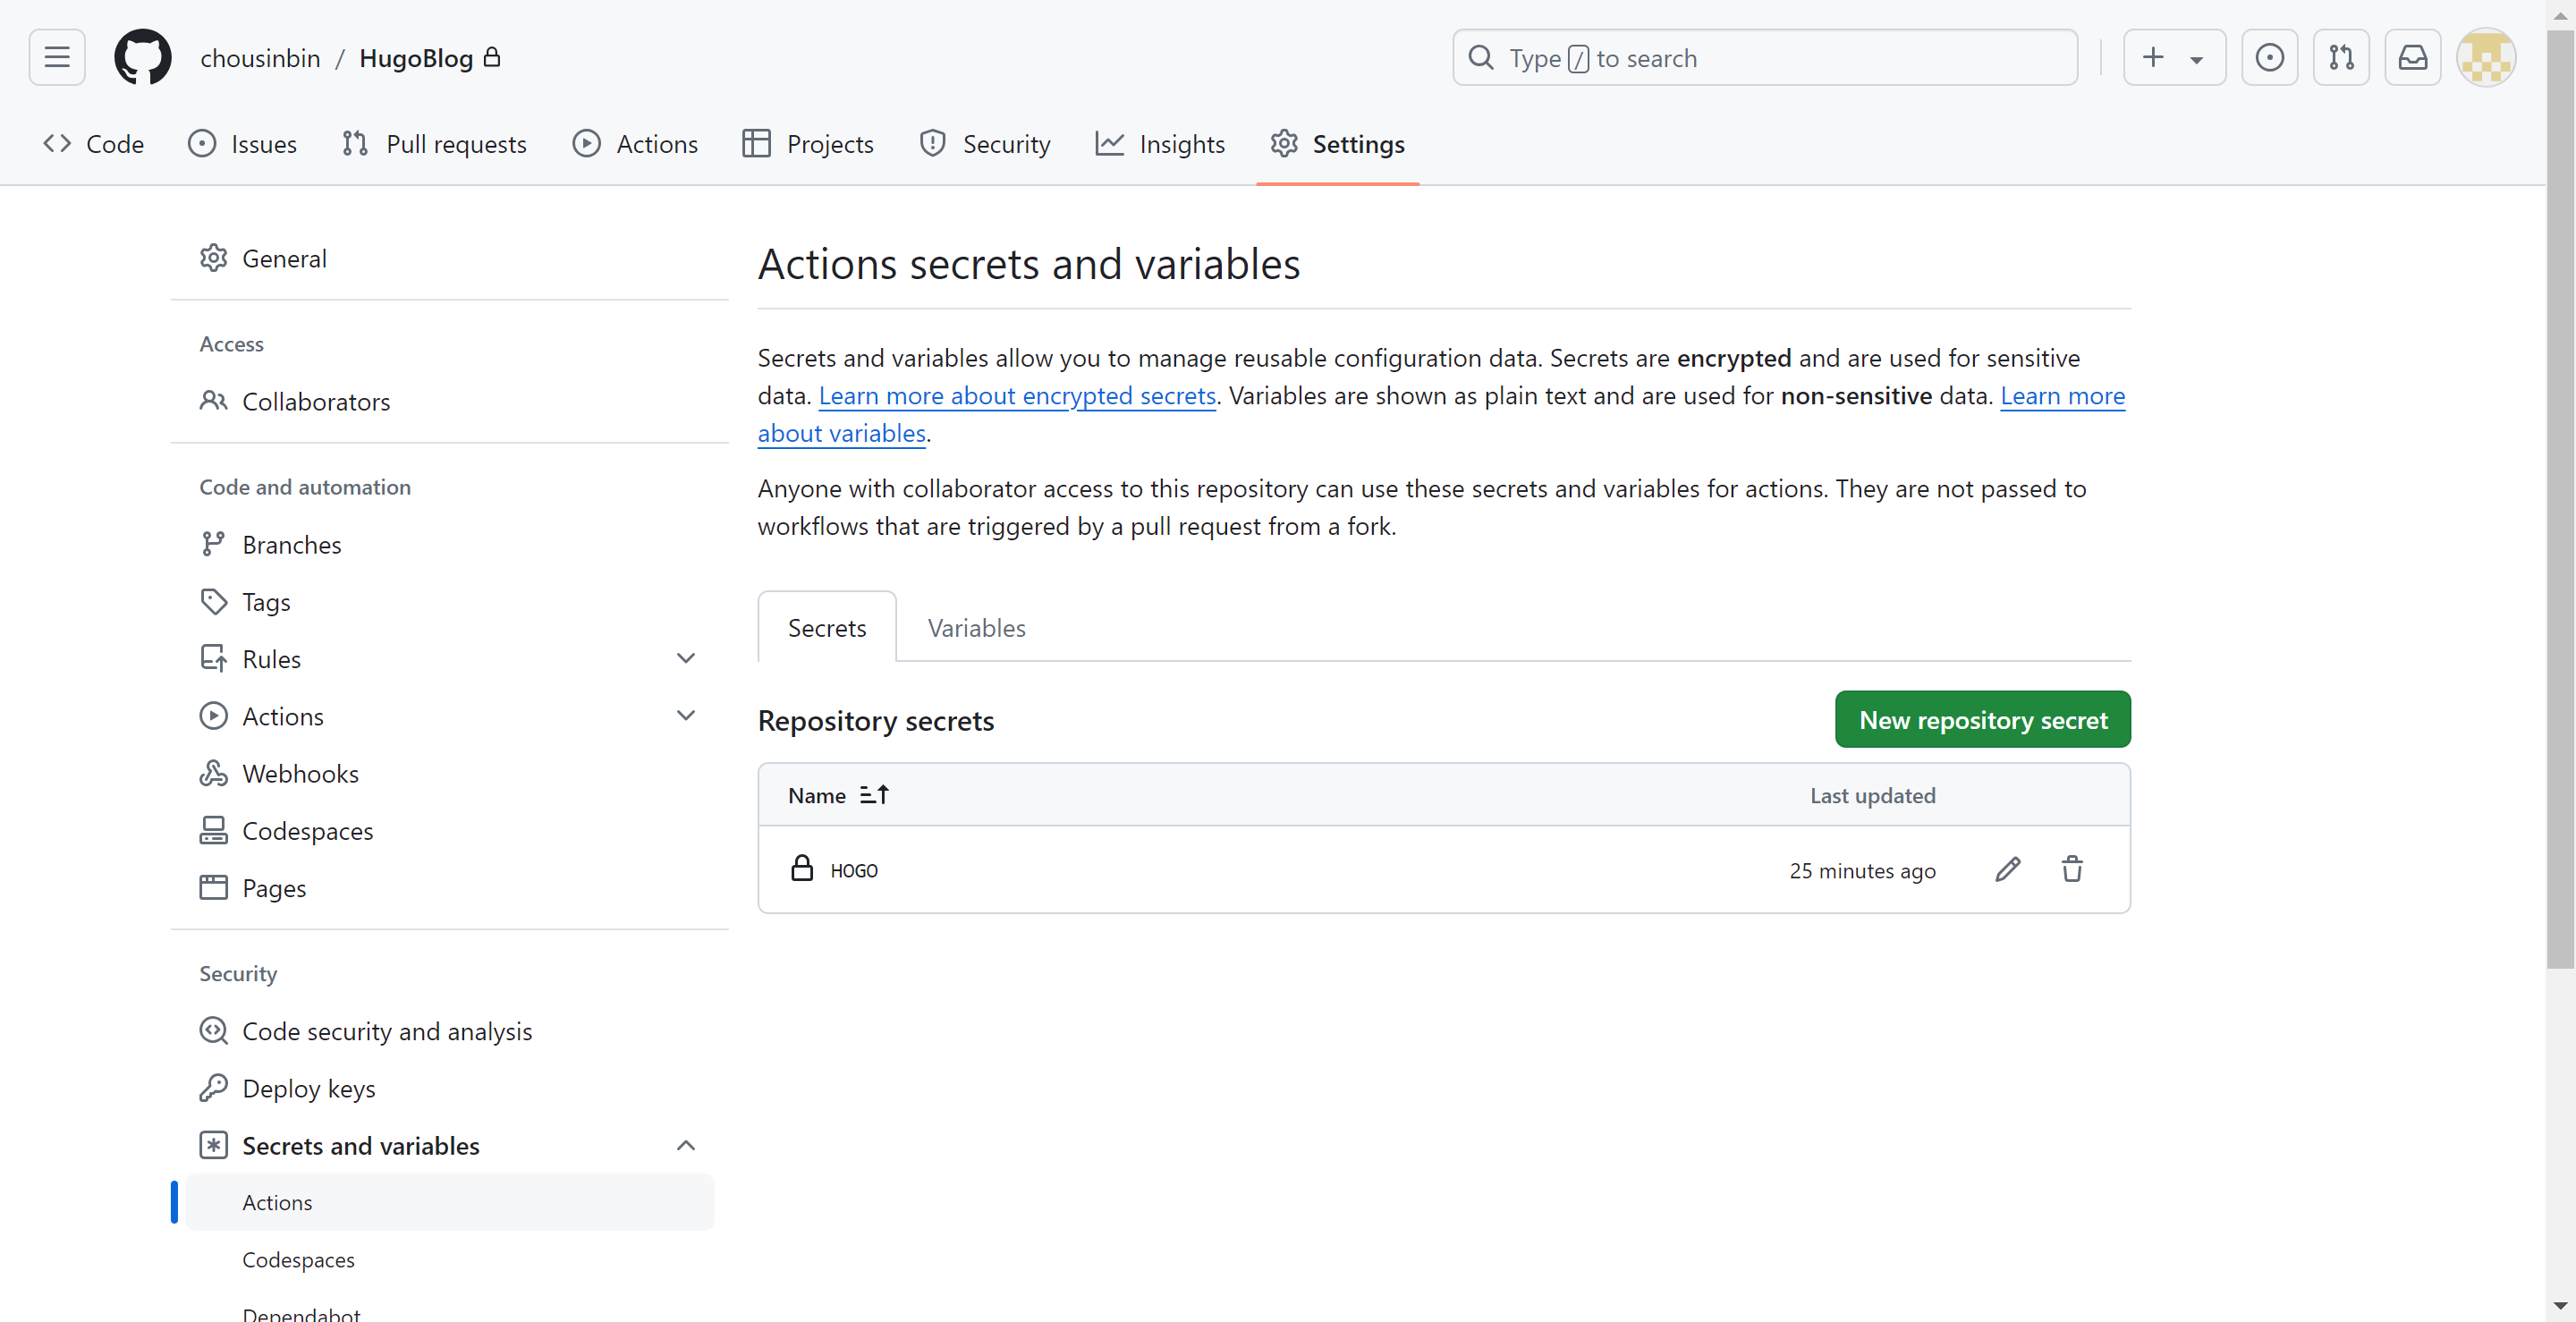 chousinbin / HugoBlog
Type / to search
Code
Issues
Pull requests
Actions
Projects
Security
Insights
Settings
General
Access
Collaborators
Code and automation
Branches
Tags
Rules
Actions
Webhooks
Codespaces
Pages
Security
Code security and analysis
Deploy keys
Secrets and variables
Actions
Codespaces
Dependabot
Actions secrets and variables
Secrets and variables allow you to manage reusable configuration data. Secrets are encrypted and are used for sensitive
data. Learn more about encrypted secrets. Variables are shown as plain text and are used for non-sensitive data. Learn more
about variables.
Anyone with collaborator access to this repository can use these secrets and variables for actions. They are not passed to
workflows that are triggered by a pull request from a fork.
Secrets
Variables
Repository secrets
New repository secret
Name
Last updated
HOGO
25 minutes ago